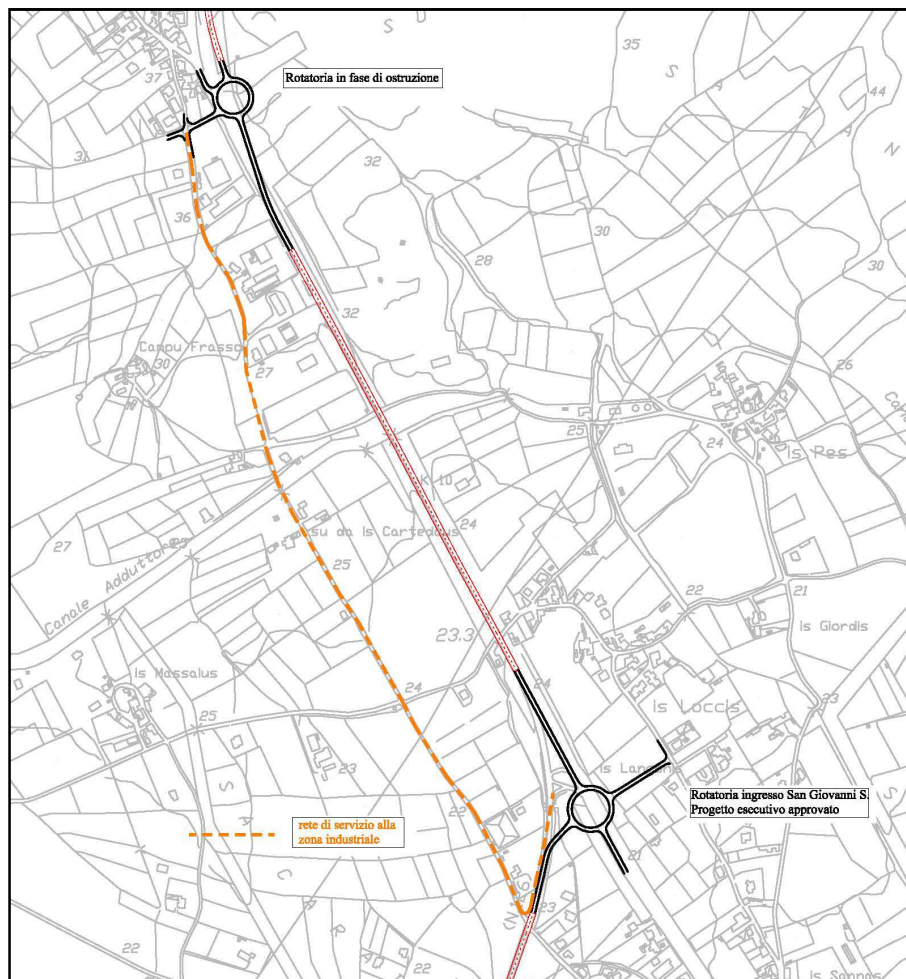 S
U
35
37
Rotatoria in fase di ostruzione
S
A
44
N
31
32
36
30
28
30
32
Campu Frasso
30
27
26
25
24
Is Pes
K 10
24
su da Is Cartedaus
27
25
Canale Adduttore
22
21
23.3
Is Giordis
Is Massalus
24
24
23
25
Is Loccis
23
22
Rotatoria ingresso San Giovanni S.
Progetto esecutivo approvato
S
A
rete di servizio alla
zona industriale
C
21
23
R
A
22
22
Is Sannas